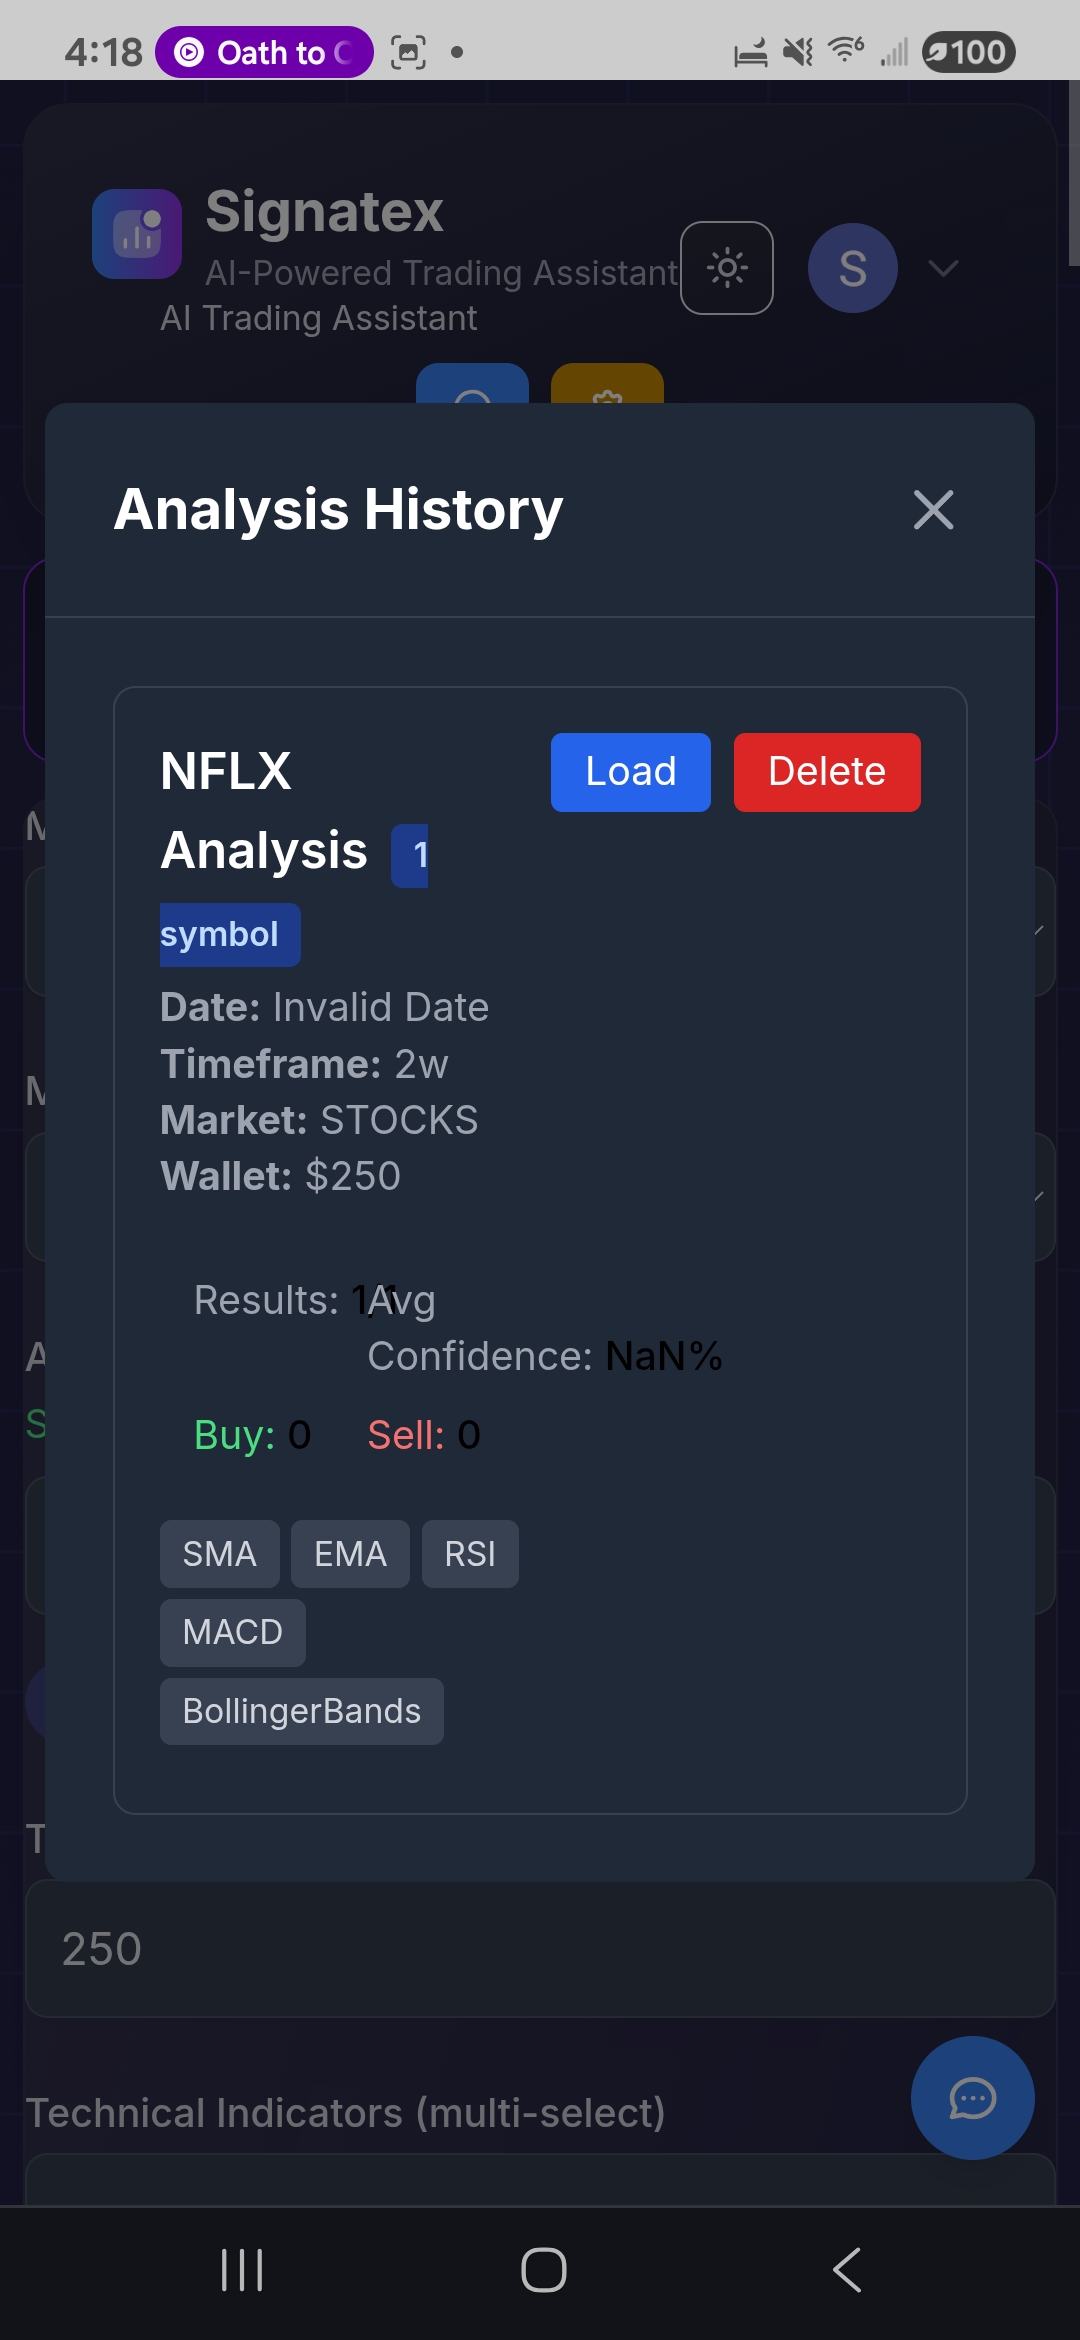 4:18 Oath to 100
Signatex
AI-Powered Trading Assistant S
AI Trading Assistant
Analysis History
NFLX Load Delete
Analysis 1
symbol
Date: Invalid Date
Timeframe: 2w
Market: STOCKS
Wallet: $250
Results: 1/1 Avg
Confidence: NaN%
Buy: 0 Sell: 0
SMA EMA RSI
MACD
BollingerBands
250
Technical Indicators (multi-select)